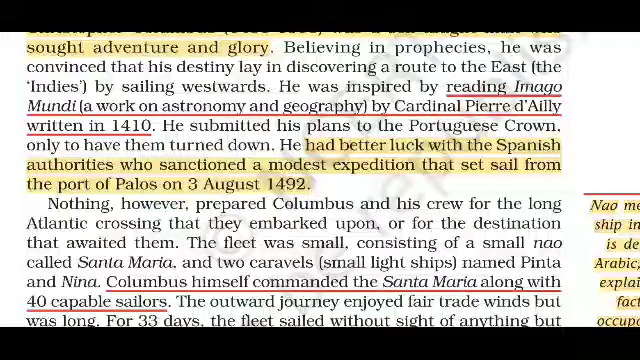 sought adventure and glory. Believing in prophecies, he was
convinced that his destiny lay in discovering a route to the East (the
‘Indies’) by sailing westwards. He was inspired by reading Imago
Mundi (a work on astronomy and geography) by Cardinal Pierre d’Ailly
written in 1410. He submitted his plans to the Portuguese Crown,
only to have them turned down. He had better luck with the Spanish
authorities who sanctioned a modest expedition that set sail from
the port of Palos on 3 August 1492.
Nothing, however, prepared Columbus and his crew for the long
Atlantic crossing that they embarked upon, or for the destination
that awaited them. The fleet was small, consisting of a small nao
called Santa Maria, and two caravels (small light ships) named Pinta
and Nina. Columbus himself commanded the Santa Maria along with
40 capable sailors. The outward journey enjoyed fair trade winds but
was long. For 33 days, the fleet sailed without sight of anything but
Nao me
ship in
is de
Arabic,
explai
fact
occupo